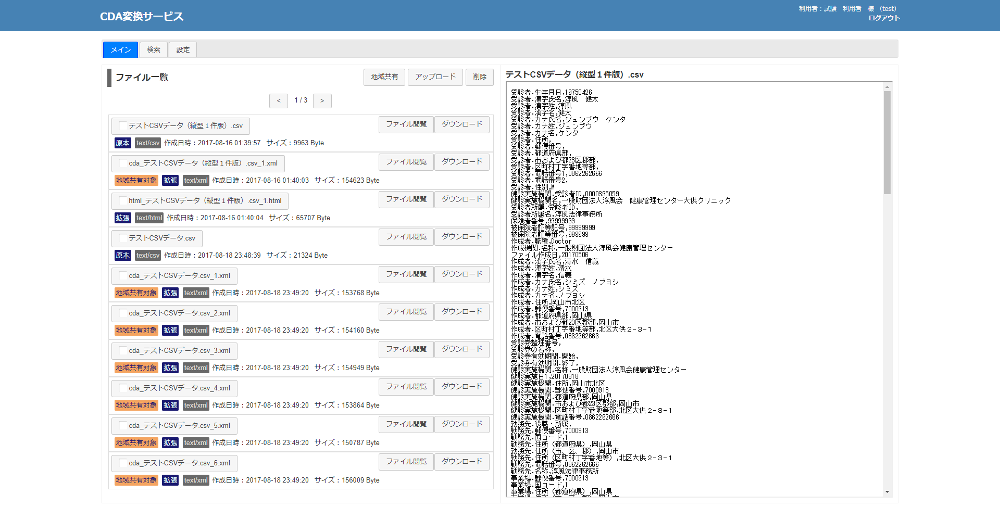 CDA変換サービス
利用者：試験　利用者　様　（test）
ログアウト
メイン
検索
設定
ファイル一覧
地域共有
アップロード
削除
<
1 / 3
>
テストCSVデータ（縦型１件版）.csv
ファイル閲覧
ダウンロード
原本 text/csv 作成日時：2017-08-16 01:39:57 サイズ：9963 Byte
cda_テストCSVデータ（縦型１件版）.csv_1.xml
ファイル閲覧
ダウンロード
地域共有対象 拡張 text/xml 作成日時：2017-08-16 01:40:03 サイズ：154623 Byte
html_テストCSVデータ（縦型１件版）.csv_1.html
ファイル閲覧
ダウンロード
拡張 text/html 作成日時：2017-08-16 01:40:04 サイズ：65707 Byte
テストCSVデータ.csv
ファイル閲覧
ダウンロード
原本 text/csv 作成日時：2017-08-18 23:48:39 サイズ：21324 Byte
cda_テストCSVデータ.csv_1.xml
ファイル閲覧
ダウンロード
地域共有対象 拡張 text/xml 作成日時：2017-08-18 23:49:20 サイズ：153768 Byte
cda_テストCSVデータ.csv_2.xml
ファイル閲覧
ダウンロード
地域共有対象 拡張 text/xml 作成日時：2017-08-18 23:49:20 サイズ：154160 Byte
cda_テストCSVデータ.csv_3.xml
ファイル閲覧
ダウンロード
地域共有対象 拡張 text/xml 作成日時：2017-08-18 23:49:20 サイズ：154949 Byte
cda_テストCSVデータ.csv_4.xml
ファイル閲覧
ダウンロード
地域共有対象 拡張 text/xml 作成日時：2017-08-18 23:49:20 サイズ：153864 Byte
cda_テストCSVデータ.csv_5.xml
ファイル閲覧
ダウンロード
地域共有対象 拡張 text/xml 作成日時：2017-08-18 23:49:20 サイズ：150787 Byte
cda_テストCSVデータ.csv_6.xml
ファイル閲覧
ダウンロード
地域共有対象 拡張 text/xml 作成日時：2017-08-18 23:49:20 サイズ：156009 Byte
テストCSVデータ（縦型１件版）.csv
受診者.生年月日,19750426
受診者.漢字氏名,淳風　健太
受診者.漢字姓,淳風
受診者.漢字名,健太
受診者.カナ氏名,ジュンプウ　ケンタ
受診者.カナ姓,ジュンプウ
受診者.カナ名,ケンタ
受診者.住所,
受診者.郵便番号,
受診者.都道府県部,
受診者.市および都23区郡部,
受診者.区町村丁字番地等部,
受診者.電話番号1,0862262666
受診者.電話番号2,
受診者.性別,M
健診実施機関.受診者ID,0000395059
健診実施機関名,一般財団法人淳風会　健康管理センター大供クリニック
受診者所属.受診者ID,
受診者所属名,淳風法律事務所
保険者番号,99999999
被保険者証等記号,99999999
被保険者証等番号,999999
作成者.職種,Doctor
作成機関.名称,一般財団法人淳風会健康管理センター
ファイル作成日,20170506
作成者.漢字氏名,清水　信義
作成者.漢字姓,清水
作成者.漢字名,信義
作成者.カナ氏名,シミズ　ノブヨシ
作成者.カナ姓,シミズ
作成者.カナ名,ノブヨシ
作成者.住所,岡山市北区
作成者.郵便番号,7000913
作成者.都道府県部,岡山県
作成者.市および都23区郡部,岡山市
作成者.区町村丁字番地等部,北区大供２−３−１
作成者.電話番号,0862262666
受診券整理番号,
受診券の名称,
受診券有効期間.開始,
受診券有効期間.終了,
健診実施機関.名称,一般財団法人淳風会健康管理センター
健診実施日1,20170318
健診実施機関.住所,岡山市北区
健診実施機関.郵便番号,7000913
健診実施機関.都道府県部,岡山県
健診実施機関.市および都23区郡部,岡山市
健診実施機関.区町村丁字番地等部,北区大供２−３−１
健診実施機関.電話番号,0862262666
勤務先.役職・所属,
勤務先.郵便番号,7000913
勤務先.国コード,1
勤務先.住所（都道府県）,岡山県
勤務先.住所（市、区、郡）,岡山市
勤務先.住所（区町村丁字番地等）,北区大供２−３−１
勤務先.電話番号,0862262666
勤務先.名称,淳風法律事務所
事業場.郵便番号,7000913
事業場.国コード,1
事業場.住所（都道府県）,岡山県